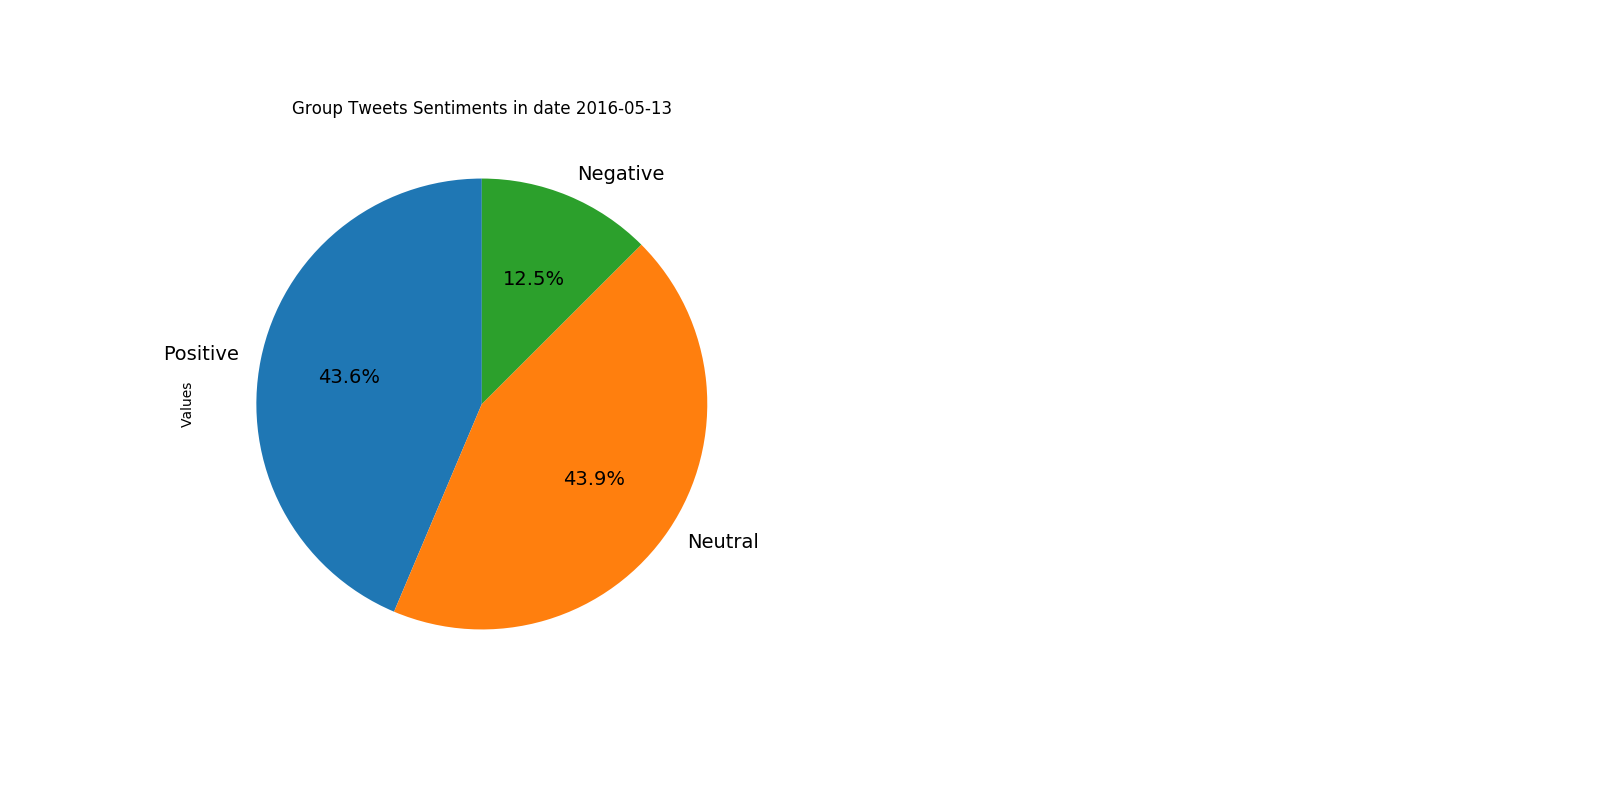 Group Tweets Sentiments in date 2016-05-13
Negative
12.5%
Positive
43.6%
Values
43.9%
Neutral